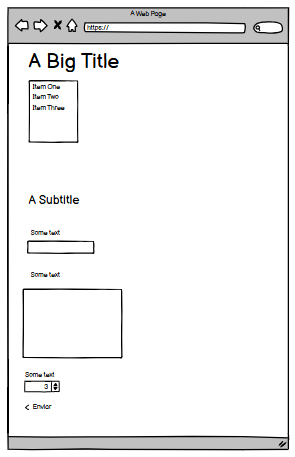 A Web Page
https://
A Big Title
Item One
Item Two
Item Three
A Subtitle
Some text
Some text
Some text
3
< Enviar